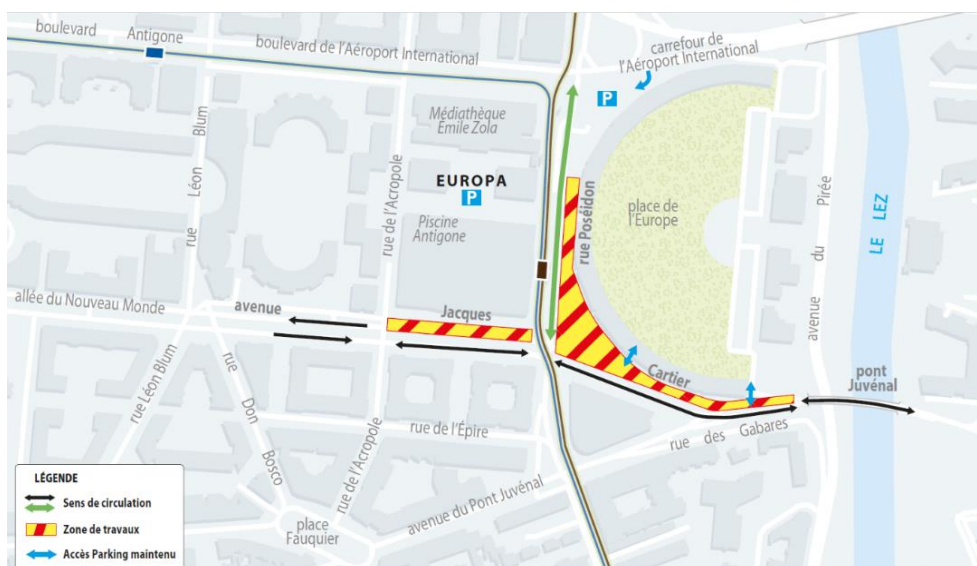 boulevard
Antigone
boulevard de l'Aéroport International
carrefour de
l'Aéroport International
P
Médiathèque
Émile Zola
rue Léon Blum
EUROPA
P
rue de l'Acropole
Piscine
Antigone
rue Poséidon
place de
l'Europe
avenue du Pirée
LE LEZ
allée du Nouveau Monde
avenue
Jacques
Cartier
pont
Juvénal
rue Léon Blum
rue Don Bosco
rue de l'Épire
rue des Gabares
rue de l'Acropole
avenue du Pont Juvénal
place
Fauquier
LÉGENDE
Sens de circulation
Zone de travaux
Accès Parking maintenu